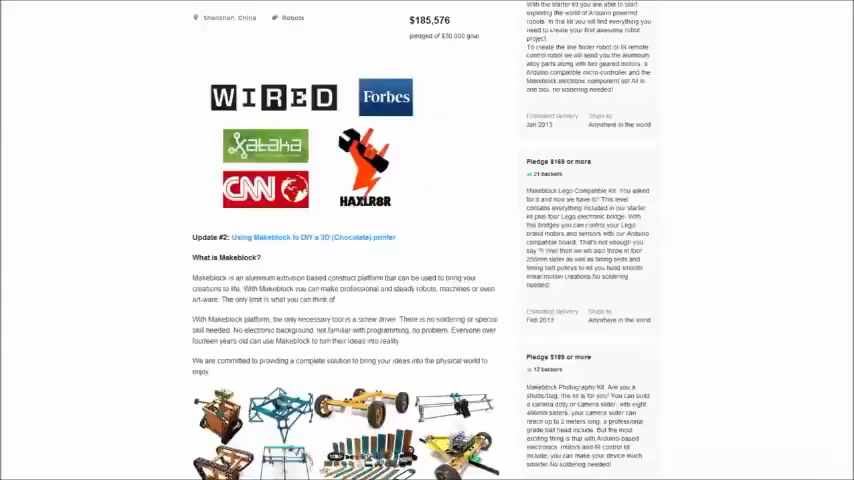 Shenzhen, China
Robots
$185,576
pledged of $30,000 goal
WIRED
Forbes
Xataka
CNN
HAXLR8R
Update #2: Using Makeblock to DIY a 3D (Chocolate) printer
What is Makeblock?
Makeblock is an aluminum extrusion based construct platform that can be used to bring your
creations to life. With Makeblock you can make professional and steady robots, machines or even
art-ware. The only limit is what you can think of.
With Makeblock platform, the only necessary tool is a screw driver. There is no soldering or special
skill needed. No electronic background, not familiar with programming, no problem. Everyone over
fourteen years old can use Makeblock to turn their ideas into reality.
We are committed to providing a complete solution to bring your ideas into the physical world to
enjoy.
With the starter kit you are able to start
exploring the world of Arduino powered
robots. In this kit you will find everything you
need to create your first awesome robot
project.
To create the line finder robot or IR remote
control robot we will send you the aluminum
alloy parts along with two geared motors, a
Arduino compatible micro-controller and the
Makeblock electronic component set! All in
one box, no soldering needed!
Estimated delivery
Ships to
Jan 2013
Anywhere in the world
Pledge $169 or more
21 backers
Makeblock Lego Compatible Kit. You asked
for it and now we have it!! This level
contains everything included in our starter
kit plus four Lego electronic bridge. With
this bridges you can control your Lego
brand motors and sensors with our Arduino
compatible board. That's not enough you
say ?! Well then we will also throw in four
256mm slider as well as timing belts and
timing belt pulleys to let you build smooth
linear motion creations.No soldering
needed!
Estimated delivery
Ships to
Feb 2013
Anywhere in the world
Pledge $189 or more
12 backers
Makeblock Photography Kit. Are you a
shutterbug, this kit is for you! You can build
a camera dolly or camera slider, with eight
496mm sliders, your camera slider can
reach up to 2 meters long, a professional
grade ball head include. But the most
exciting thing is that with Arduino-based
electronics, motors and IR control kit
include, you can make your device much
smarter.No soldering needed!